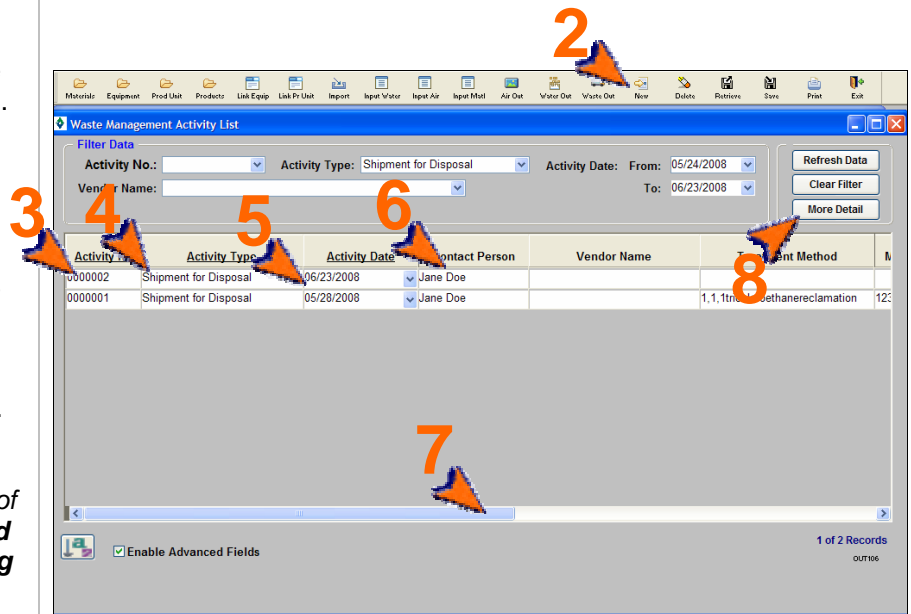 2
.
Materials Equipment Prod Unit Products Link Equip Link Pr Unit Import Input Water Input Air Input Matl Air Out Water Out Waste Out New Delete Retrieve Save Print Exit
Waste Management Activity List
Filter Data
Activity No.: Activity Type: Shipment for Disposal Activity Date: From: 05/24/2008 Refresh Data
Vendor Name: To: 06/23/2008 Clear Filter
More Detail
3 4 5 6 8
Activity Type Activity Date Contact Person Vendor Name Method M
0000002 Shipment for Disposal 06/23/2008 Jane Doe
0000001 Shipment for Disposal 05/28/2008 Jane Doe 123
7
of
d
g
Enable Advanced Fields
1 of 2 Records
OUT106